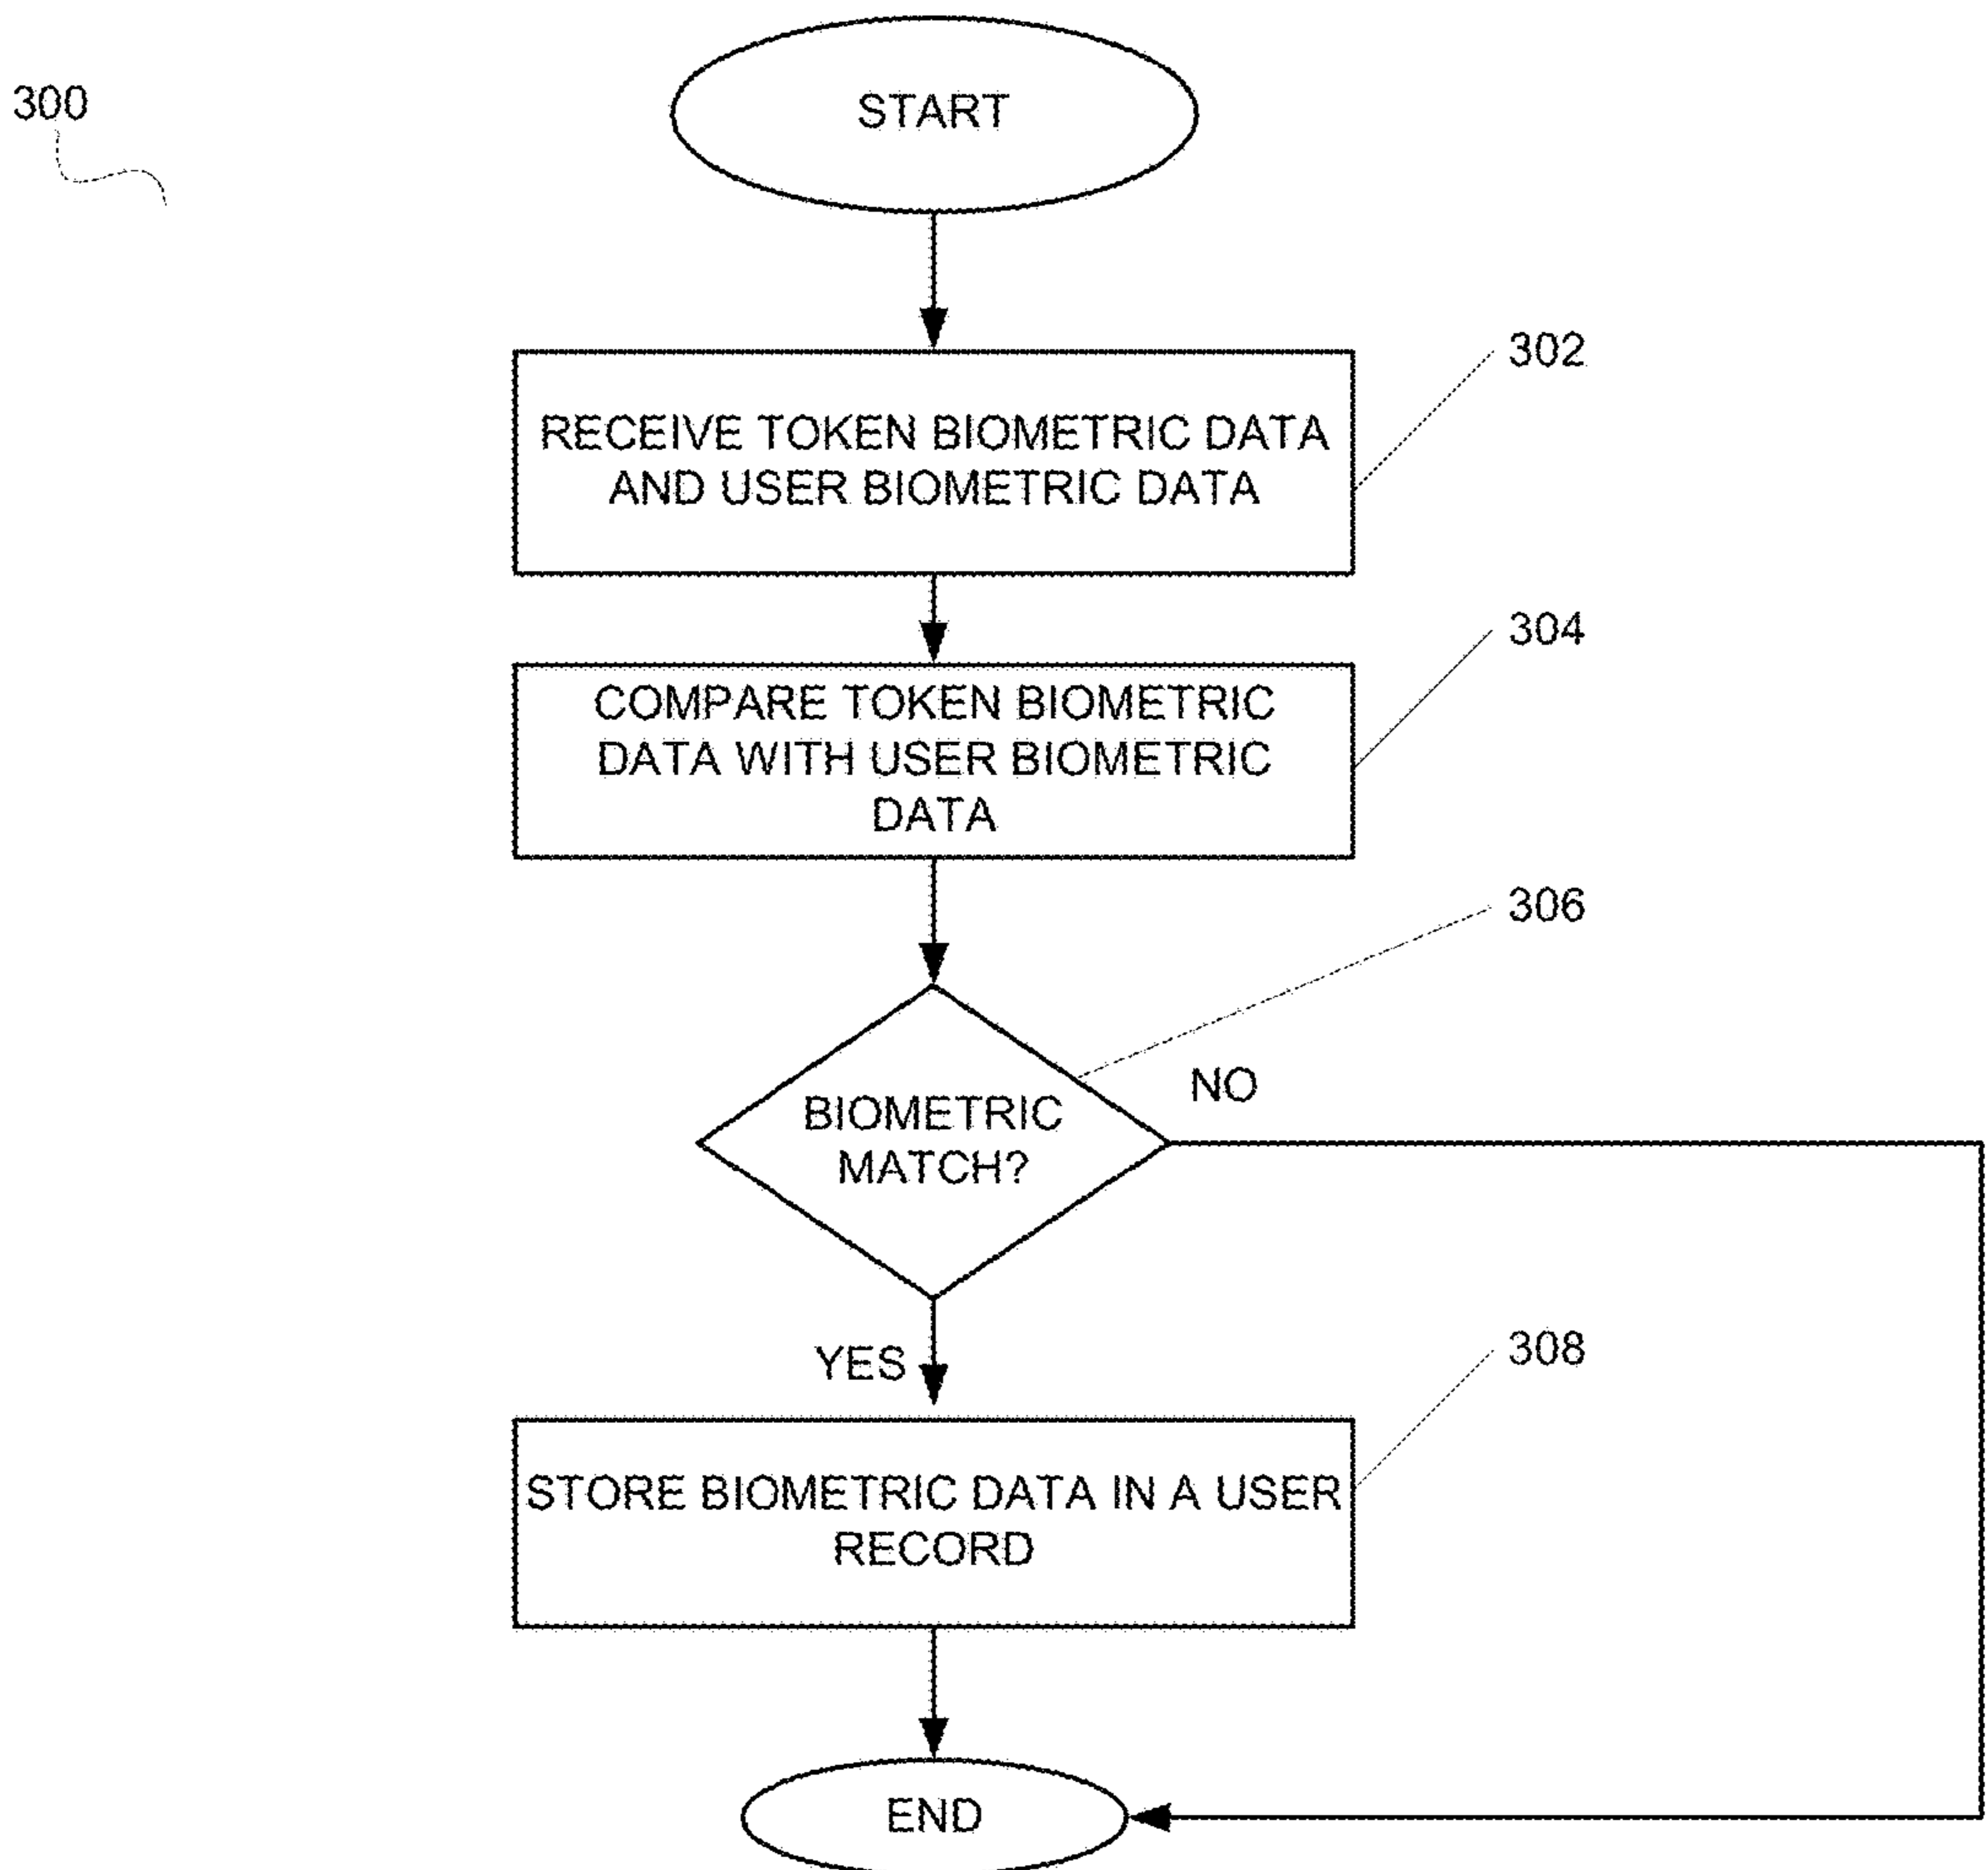 300
START
302
RECEIVE TOKEN BIOMETRIC DATA
AND USER BIOMETRIC DATA
304
COMPARE TOKEN BIOMETRIC
DATA WITH USER BIOMETRIC
DATA
306
NO
BIOMETRIC
MATCH?
YES
308
STORE BIOMETRIC DATA IN A USER
RECORD
END